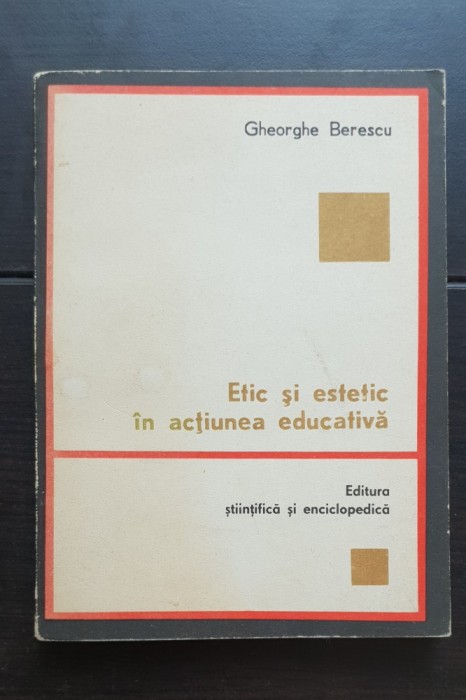 Gheorghe Berescu
Etic şi estetic
în acţiunea educativă
Editura
ştiinţifică şi enciclopedică